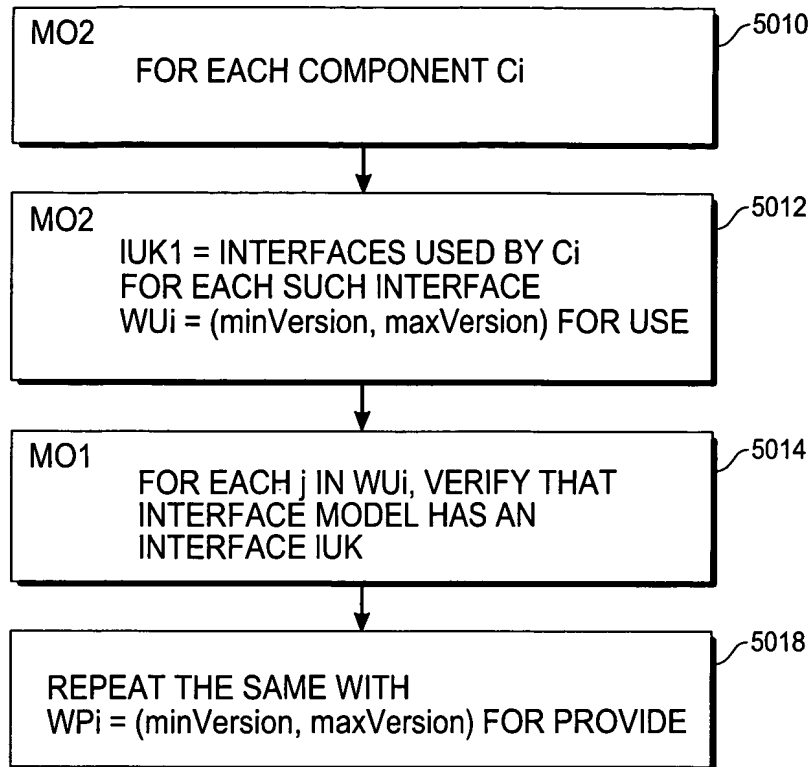 MO2
FOR EACH COMPONENT Ci
5010
MO2
IUK1 = INTERFACES USED BY Ci
FOR EACH SUCH INTERFACE
WUi = (minVersion, maxVersion) FOR USE
5012
MO1
FOR EACH j IN WUi, VERIFY THAT
INTERFACE MODEL HAS AN
INTERFACE IUK
5014
REPEAT THE SAME WITH
WPi = (minVersion, maxVersion) FOR PROVIDE
5018